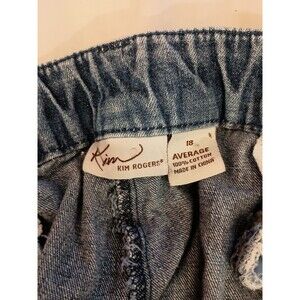 Kim
KIM ROGERS®
18
AVERAGE
100% COTTON
MADE IN CHINA